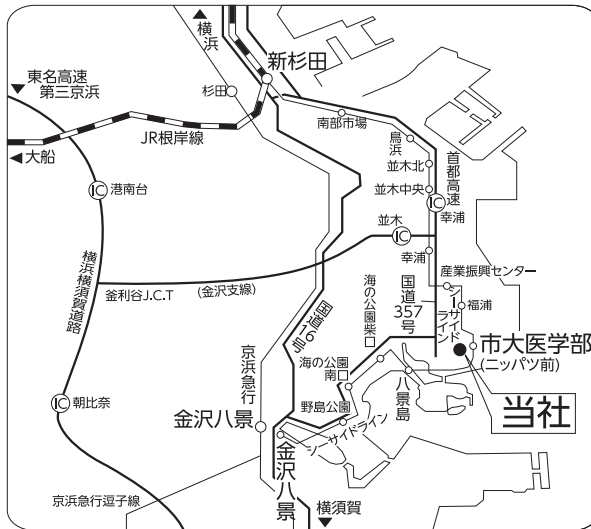 横浜
新杉田
東名高速
第三京浜
杉田
南部市場
鳥浜
JR根岸線
大船
並木北
首都高速
並木中央
IC
港南台
IC
幸浦
並木
IC
幸浦
産業振興センター
横浜横須賀道路
釜利谷J.C.T
(金沢支線)
国道16号
海の公園柴口
国道357号
シーサイドライン
福浦
京浜急行
海の公園
南口
市大医学部
(ニッパツ前)
八景島
IC
朝比奈
野島公園
当社
金沢八景
シーサイドライン
金沢八景
京浜急行逗子線
横須賀